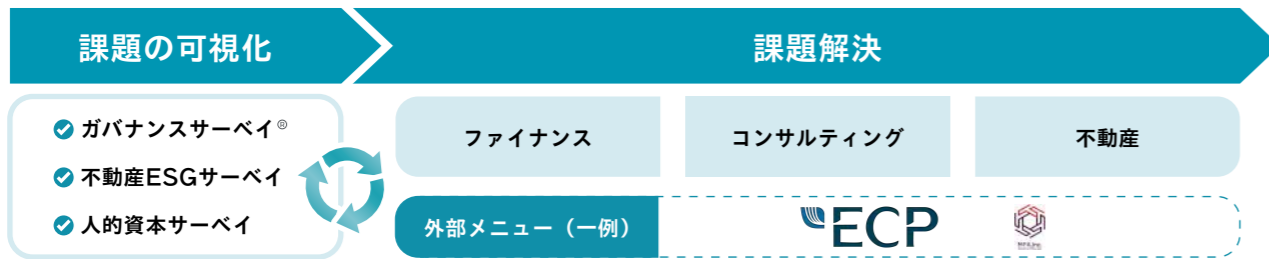 課題の可視化
課題解決
ガバナンスサーベイ®
不動産ESGサーベイ
人的資本サーベイ
ファイナンス
コンサルティング
不動産
外部メニュー（一例）
ECP